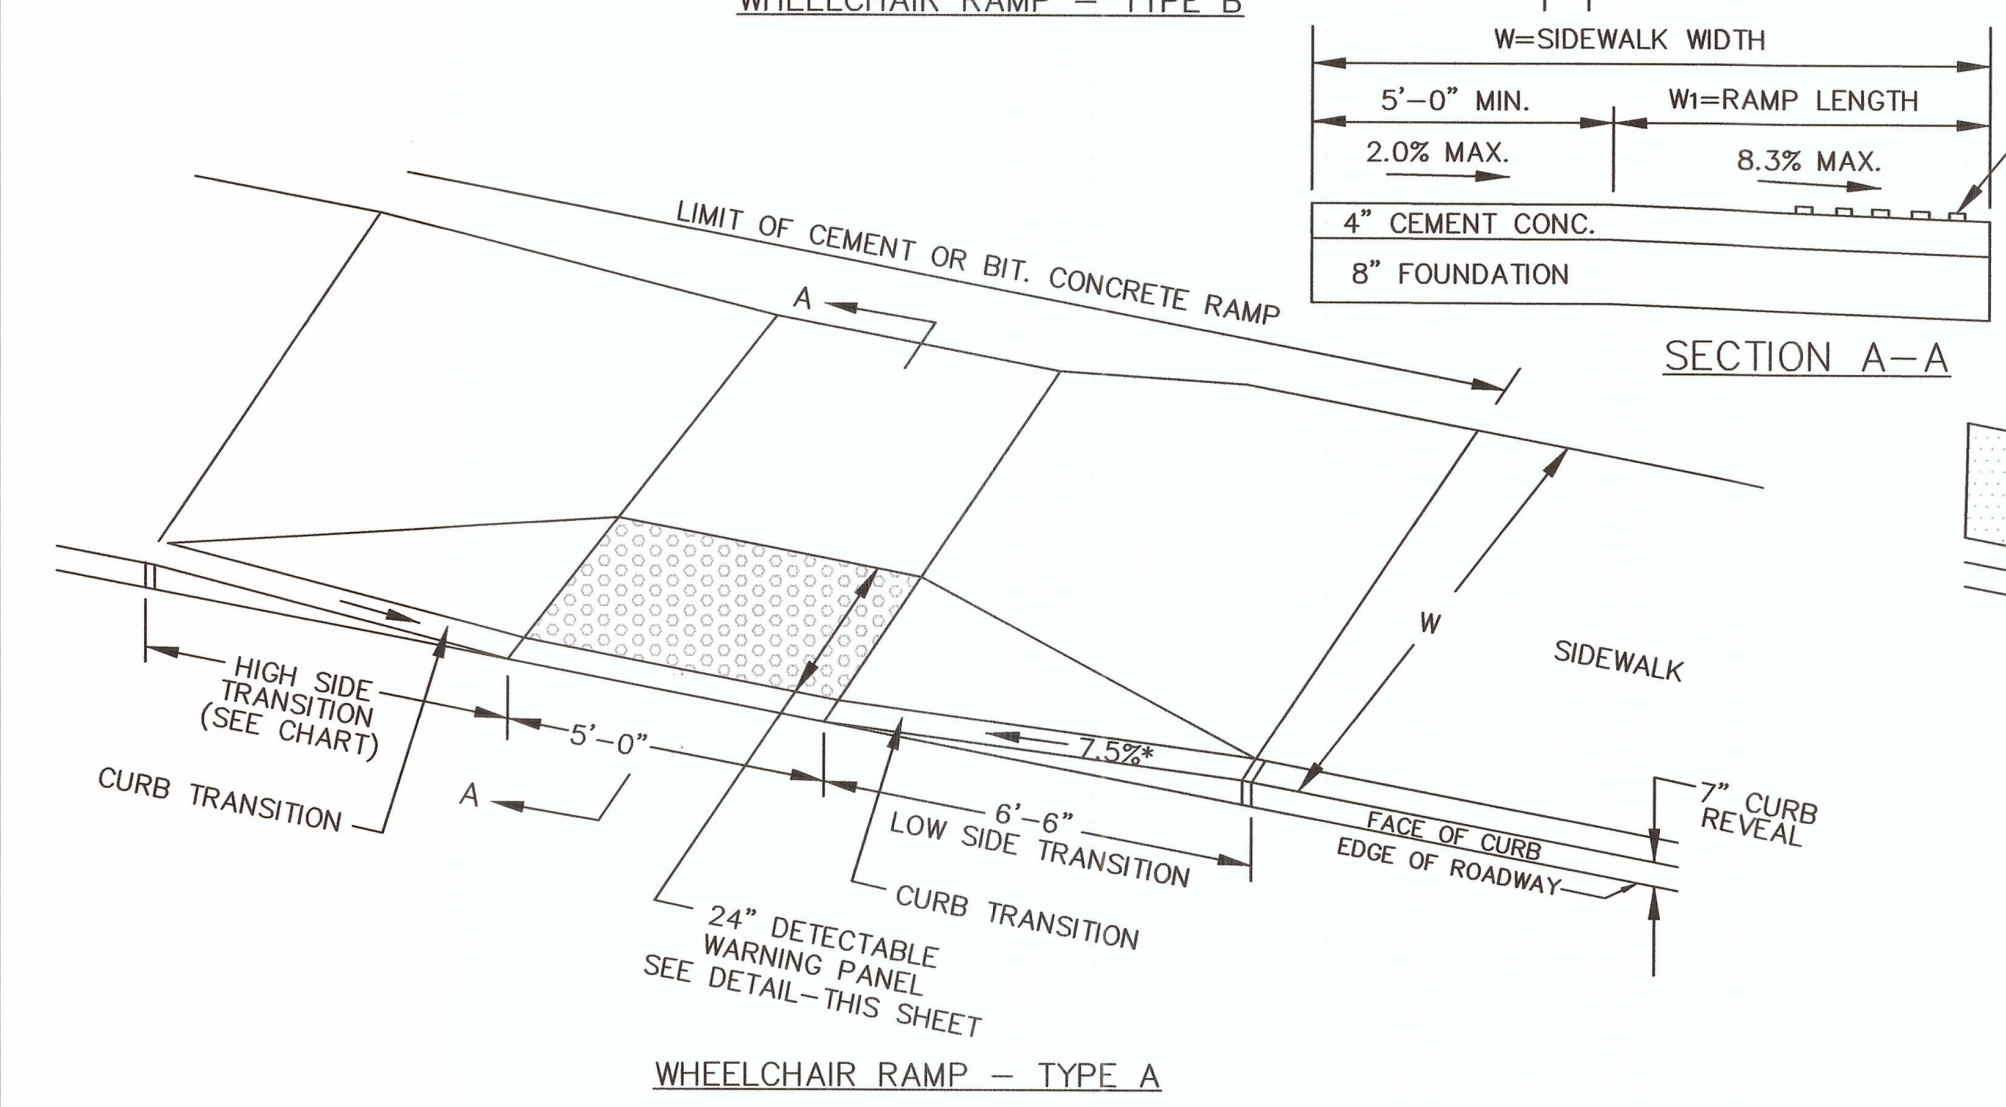 WHEELCHAIR RAMP – TYPE B
W=SIDEWALK WIDTH
5'–0" MIN.
W1=RAMP LENGTH
2.0% MAX.
8.3% MAX.
4" CEMENT CONC.
8" FOUNDATION
SECTION A–A
LIMIT OF CEMENT OR BIT. CONCRETE RAMP
A
W
SIDEWALK
HIGH SIDE
TRANSITION
(SEE CHART)
5'–0"
7.5%*
CURB TRANSITION
A
6'–6"
LOW SIDE TRANSITION
FACE OF CURB
EDGE OF ROADWAY
7" CURB
REVEAL
CURB TRANSITION
24" DETECTABLE
WARNING PANEL
SEE DETAIL–THIS SHEET
WHEELCHAIR RAMP – TYPE A